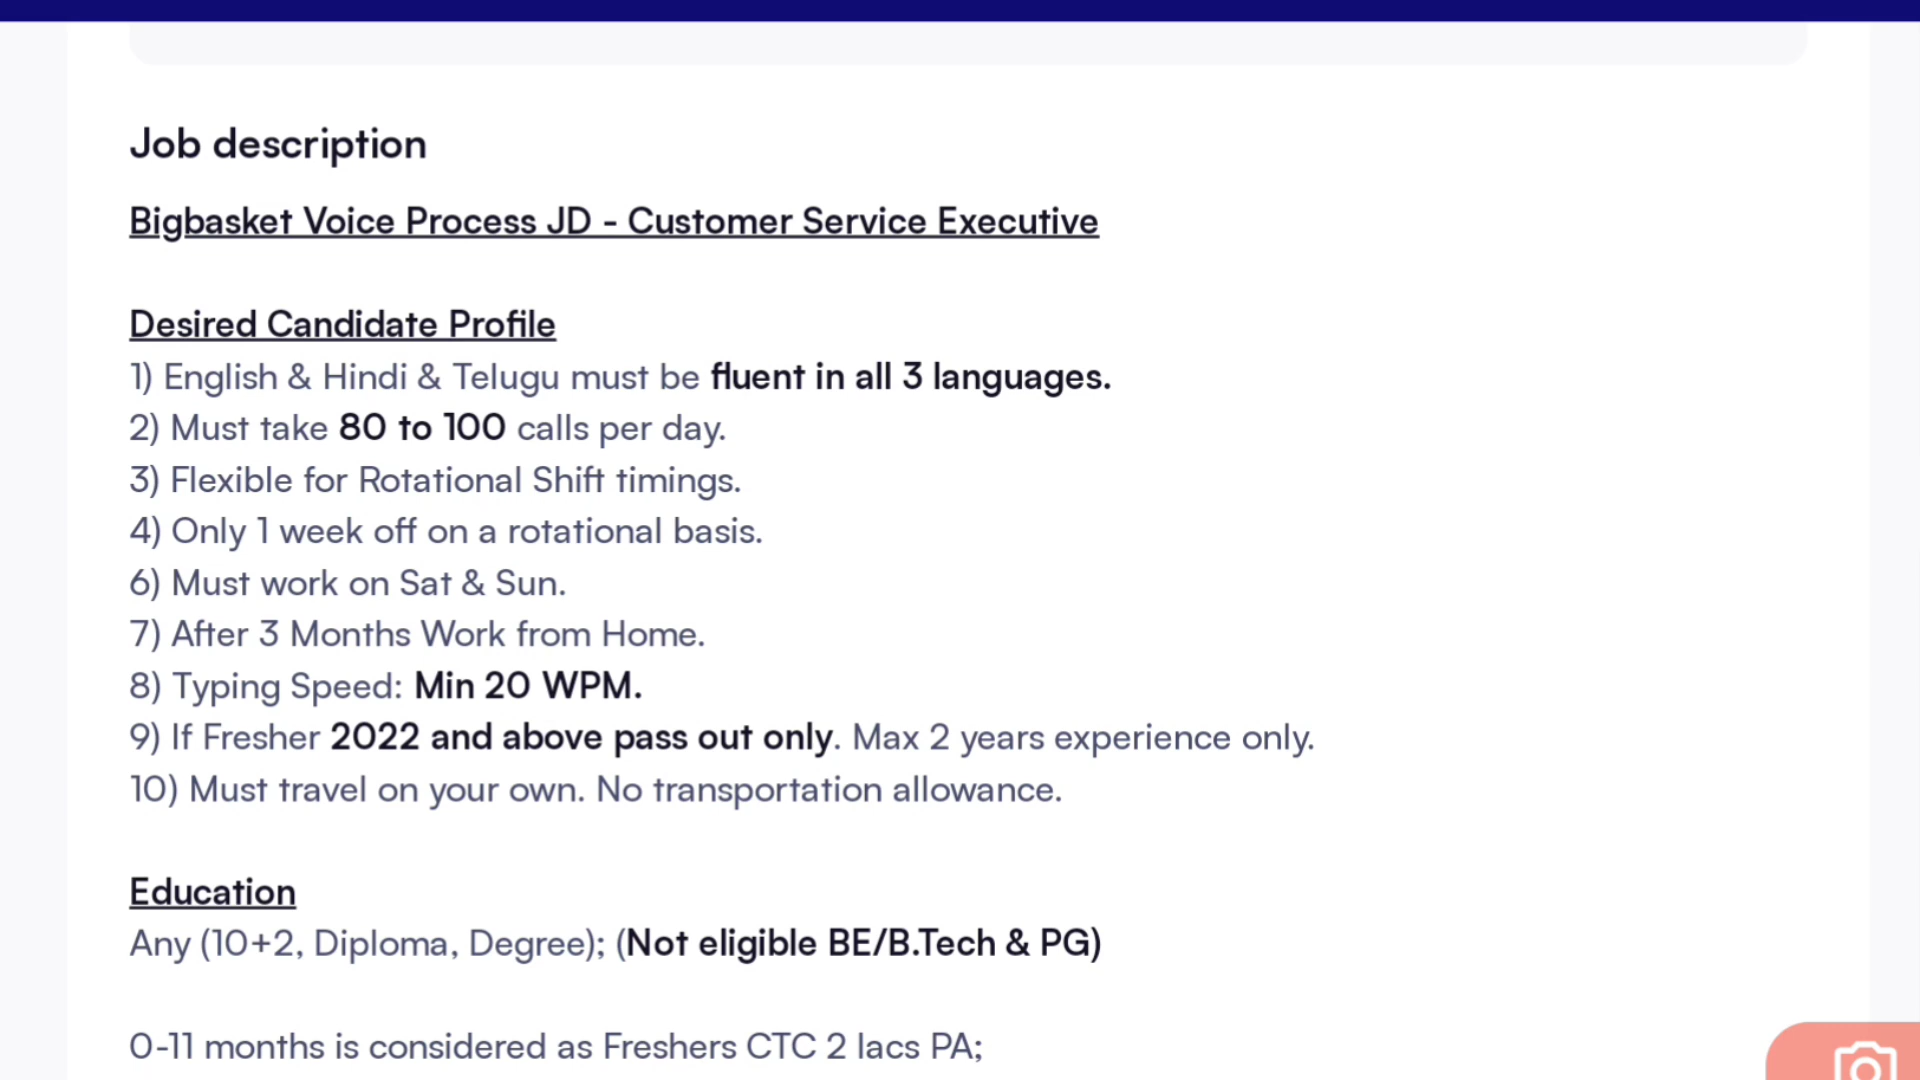 Job description
Bigbasket Voice Process JD - Customer Service Executive
Desired Candidate Profile
1) English & Hindi & Telugu must be fluent in all 3 languages.
2) Must take 80 to 100 calls per day.
3) Flexible for Rotational Shift timings.
4) Only 1 week off on a rotational basis.
6) Must work on Sat & Sun.
7) After 3 Months Work from Home.
8) Typing Speed: Min 20 WPM.
9) If Fresher 2022 and above pass out only. Max 2 years experience only.
10) Must travel on your own. No transportation allowance.
Education
Any (10+2, Diploma, Degree); (Not eligible BE/B.Tech & PG)
0-11 months is considered as Freshers CTC 2 lacs PA;